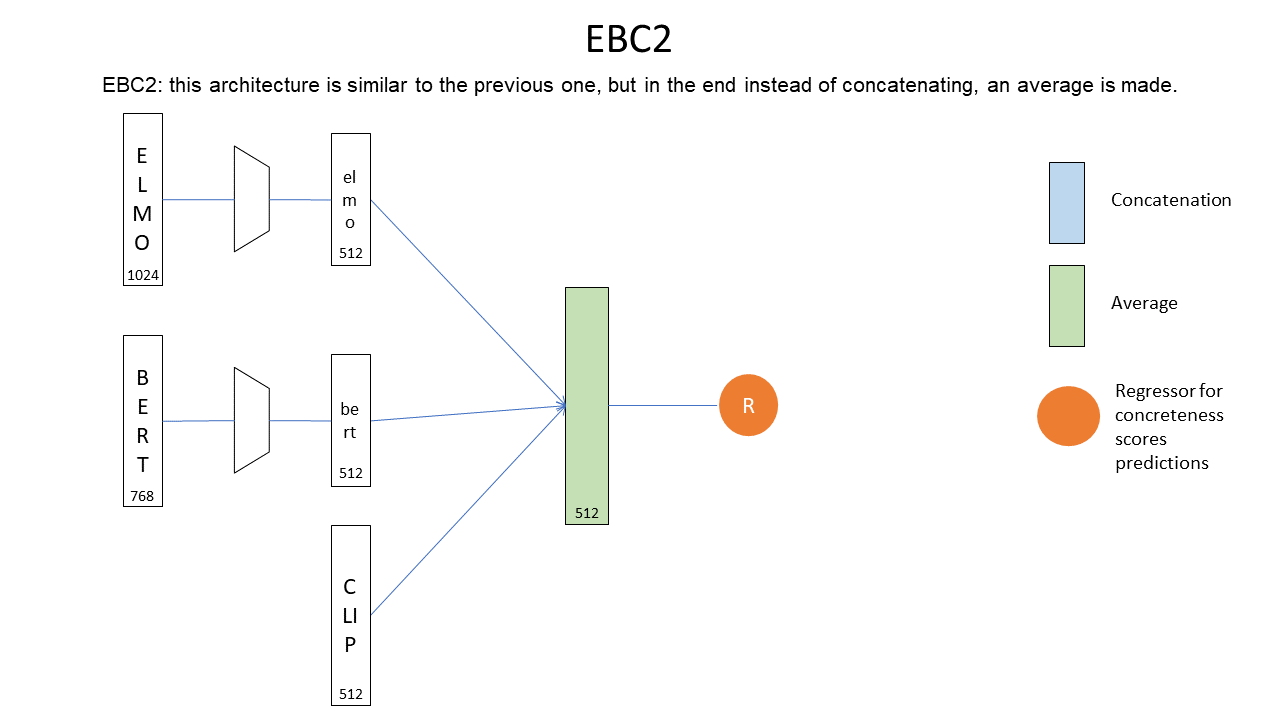 EBC2
EBC2: this architecture is similar to the previous one, but in the end instead of concatenating, an average is made.
E
L
M
O
1024
el
m
o
512
B
E
R
T
768
be
rt
512
C
LI
P
512
512
R
Concatenation
Average
Regressor for
concreteness
scores
predictions